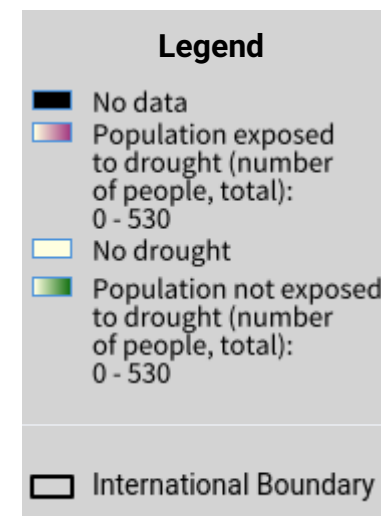 Legend
No data
Population exposed
to drought (number
of people, total):
0 - 530
No drought
Population not exposed
to drought (number
of people, total):
0 - 530
International Boundary